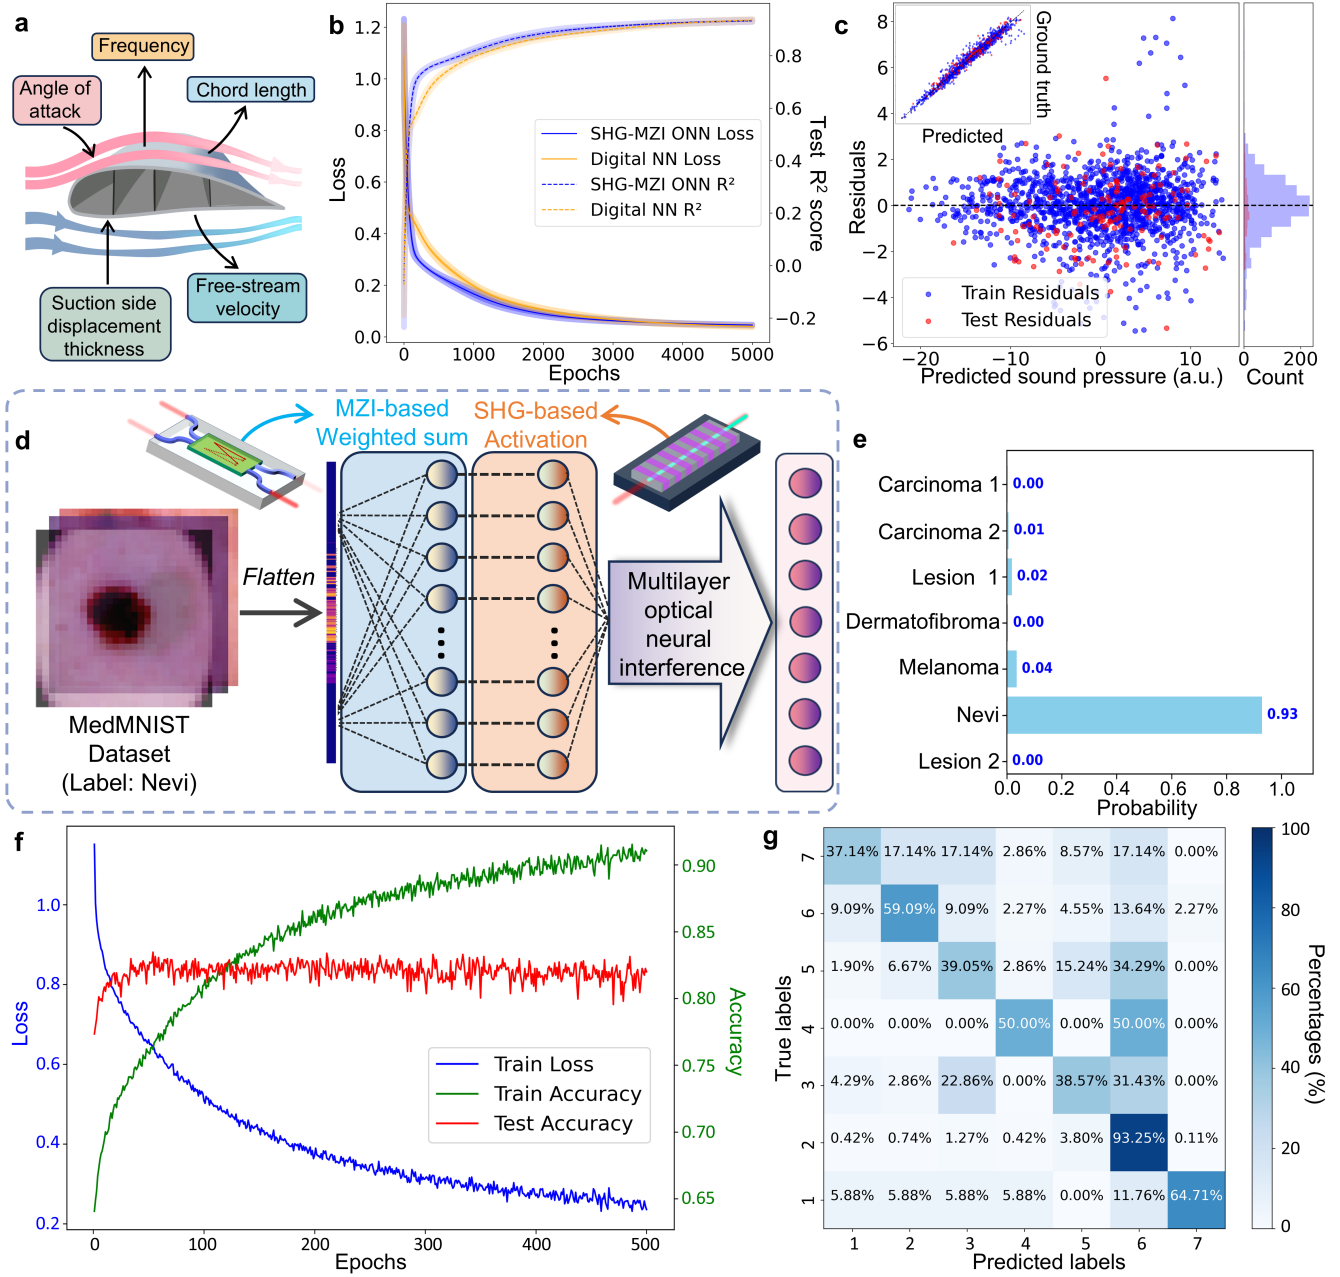 a
Frequency
Angle of
attack
Chord length
Suction side
displacement
thickness
Free-stream
velocity
b
1.2
1.0
0.8
0.6
0.4
0.2
0.0
Loss
0.8
0.6
0.4
0.2
0.0
−0.2
Test R² score
SHG-MZI ONN Loss
Digital NN Loss
SHG-MZI ONN R²
Digital NN R²
0 1000 2000 3000 4000 5000
Epochs
c
8
6
4
2
0
−2
−4
−6
Residuals
Ground truth
Predicted
Train Residuals
Test Residuals
−20 −10 0 10
Predicted sound pressure (a.u.)
0 200
Count
d
MZI-based
Weighted sum
SHG-based
Activation
Flatten
Multilayer
optical
neural
interference
MedMNIST
Dataset
(Label: Nevi)
e
Carcinoma 1 0.00
Carcinoma 2 0.01
Lesion 1 0.02
Dermatofibroma 0.00
Melanoma 0.04
Nevi 0.93
Lesion 2 0.00
0.0 0.2 0.4 0.6 0.8 1.0
Probability
f
1.0
0.8
0.6
0.4
0.2
Loss
0.90
0.85
0.80
0.75
0.70
0.65
Accuracy
Train Loss
Train Accuracy
Test Accuracy
0 100 200 300 400 500
Epochs
g
7 37.14% 17.14% 17.14% 2.86% 8.57% 17.14% 0.00%
6 9.09% 59.09% 9.09% 2.27% 4.55% 13.64% 2.27%
5 1.90% 6.67% 39.05% 2.86% 15.24% 34.29% 0.00%
4 0.00% 0.00% 0.00% 50.00% 0.00% 50.00% 0.00%
3 4.29% 2.86% 22.86% 0.00% 38.57% 31.43% 0.00%
2 0.42% 0.74% 1.27% 0.42% 3.80% 93.25% 0.11%
1 5.88% 5.88% 5.88% 5.88% 0.00% 11.76% 64.71%
True labels
1 2 3 4 5 6 7
Predicted labels
100
80
60
40
20
0
Percentages (%)